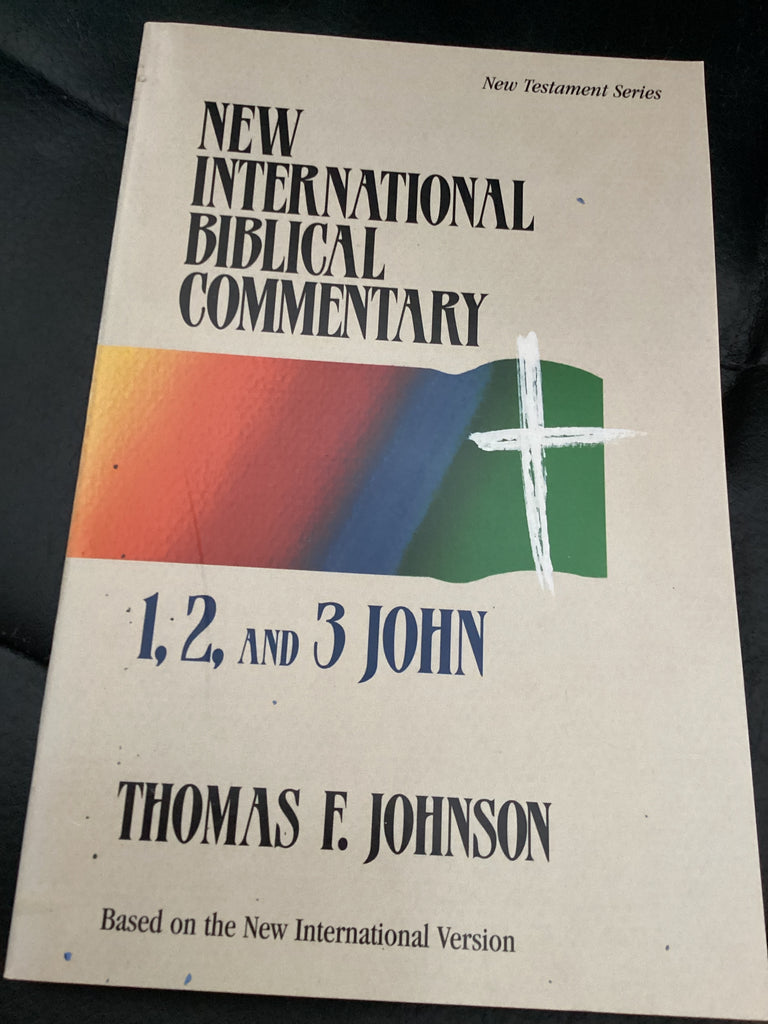 New Testament Series
NEW
INTERNATIONAL
BIBLICAL
COMMENTARY
1, 2, AND 3 JOHN
THOMAS F. JOHNSON
Based on the New International Version